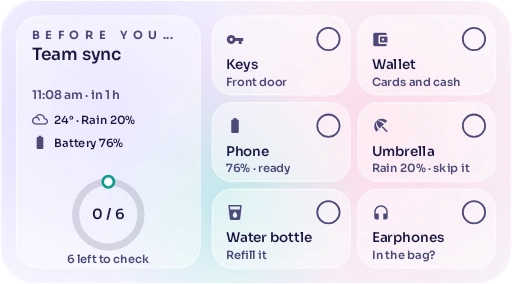 BEFORE YOU...
Team sync
11:08 am · in 1 h
24° · Rain 20%
Battery 76%
0 / 6
6 left to check
Keys
Front door
Wallet
Cards and cash
Phone
76% · ready
Umbrella
Rain 20% · skip it
Water bottle
Refill it
Earphones
In the bag?